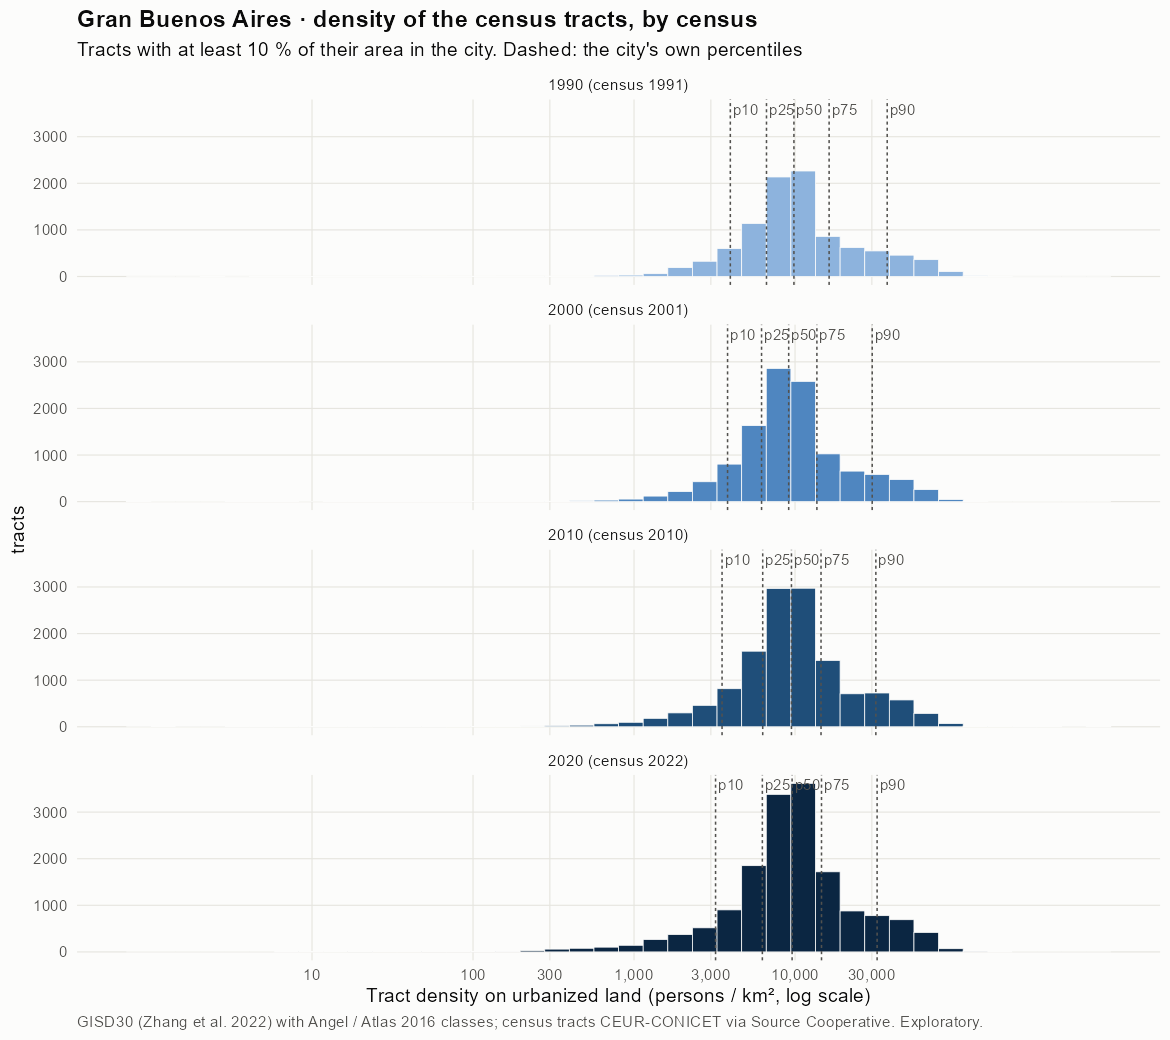 Gran Buenos Aires · density of the census tracts, by census
Tracts with at least 10 % of their area in the city. Dashed: the city's own percentiles
1990 (census 1991)
p10 p25 p50 p75 p90
3000
2000
1000
0
2000 (census 2001)
p10 p25 p50 p75 p90
3000
2000
1000
0
2010 (census 2010)
p10 p25 p50 p75 p90
3000
2000
1000
0
2020 (census 2022)
p10 p25 p50 p75 p90
3000
2000
1000
0
tracts
10 100 300 1,000 3,000 10,000 30,000
Tract density on urbanized land (persons / km², log scale)
GISD30 (Zhang et al. 2022) with Angel / Atlas 2016 classes; census tracts CEUR-CONICET via Source Cooperative. Exploratory.